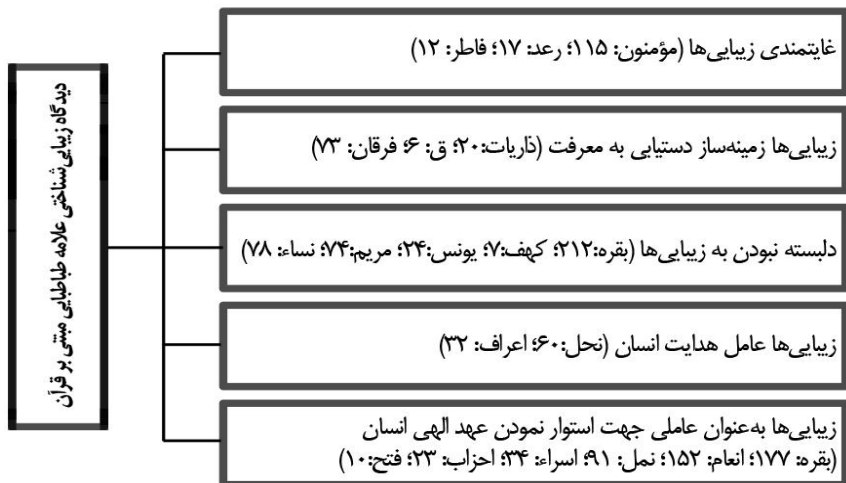 دیدگاه زیبایی‌شناختی علامه طباطبایی مبتنی بر قرآن
غایتمندی زیبایی‌ها (مؤمنون: ۱۱۵؛ رعد: ۱۷؛ فاطر: ۱۲)
زیبایی‌ها زمینه‌ساز دستیابی به معرفت (ذاریات:۲۰؛ ق: ۶؛ فرقان: ۷۳)
دلبسته نبودن به زیبایی‌ها (بقره:۲۱۲؛ کهف:۷؛ یونس:۲۴؛ مریم:۷۴؛ نساء: ۷۸)
زیبایی‌ها عامل هدایت انسان (نحل:۶۰؛ اعراف: ۳۲)
زیبایی‌ها به‌عنوان عاملی جهت استوار نمودن عهد الهی انسان
(بقره: ۱۷۷؛ انعام: ۱۵۲؛ نمل: ۹۱؛ اسراء: ۳۴؛ احزاب: ۲۳؛ فتح:۱۰)